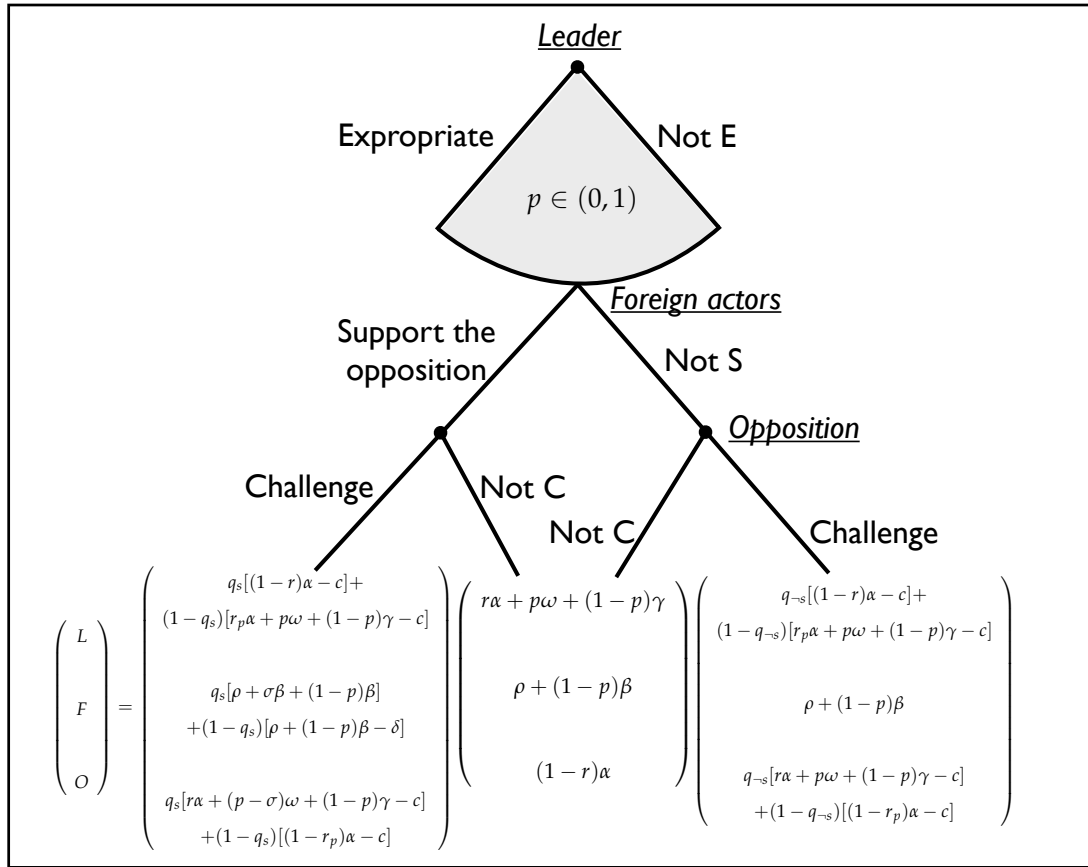 Leader
Expropriate
Not E
p ∈ (0, 1)
Foreign actors
Support the
opposition
Not S
Opposition
Challenge
Not C
Not C
Challenge
L
F
O
=
q_s[(1 − r)α − c]+
(1 − q_s)[r_pα + pω + (1 − p)γ − c]
q_s[ρ + σβ + (1 − p)β]
+(1 − q_s)[ρ + (1 − p)β − δ]
q_s[rα + (p − σ)ω + (1 − p)γ − c]
+(1 − q_s)[(1 − r_p)α − c]
rα + pω + (1 − p)γ
ρ + (1 − p)β
(1 − r)α
q_¬s[(1 − r)α − c]+
(1 − q_¬s)[r_pα + pω + (1 − p)γ − c]
ρ + (1 − p)β
q_¬s[rα + pω + (1 − p)γ − c]
+(1 − q_¬s)[(1 − r_p)α − c]